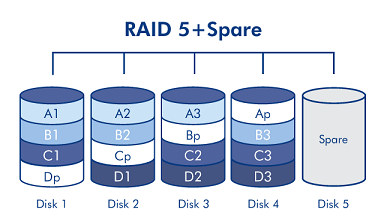 RAID 5+Spare
A1 A2 A3 Ap
B1 B2 Bp B3 Spare
C1 Cp C2 C3
Dp D1 D2 D3
Disk 1 Disk 2 Disk 3 Disk 4 Disk 5